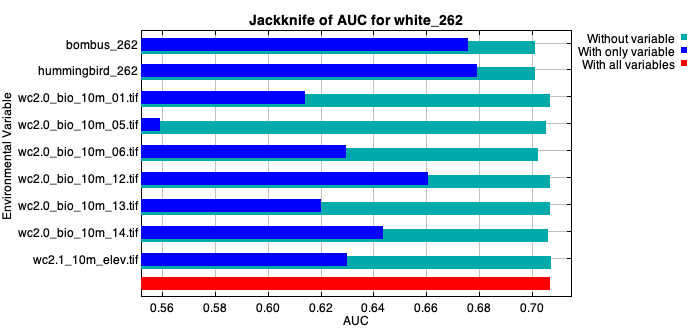 Jackknife of AUC for white_262
Without variable
With only variable
With all variables
Environmental Variable
bombus_262
hummingbird_262
wc2.0_bio_10m_01.tif
wc2.0_bio_10m_05.tif
wc2.0_bio_10m_06.tif
wc2.0_bio_10m_12.tif
wc2.0_bio_10m_13.tif
wc2.0_bio_10m_14.tif
wc2.1_10m_elev.tif
0.56 0.58 0.60 0.62 0.64 0.66 0.68 0.70
AUC